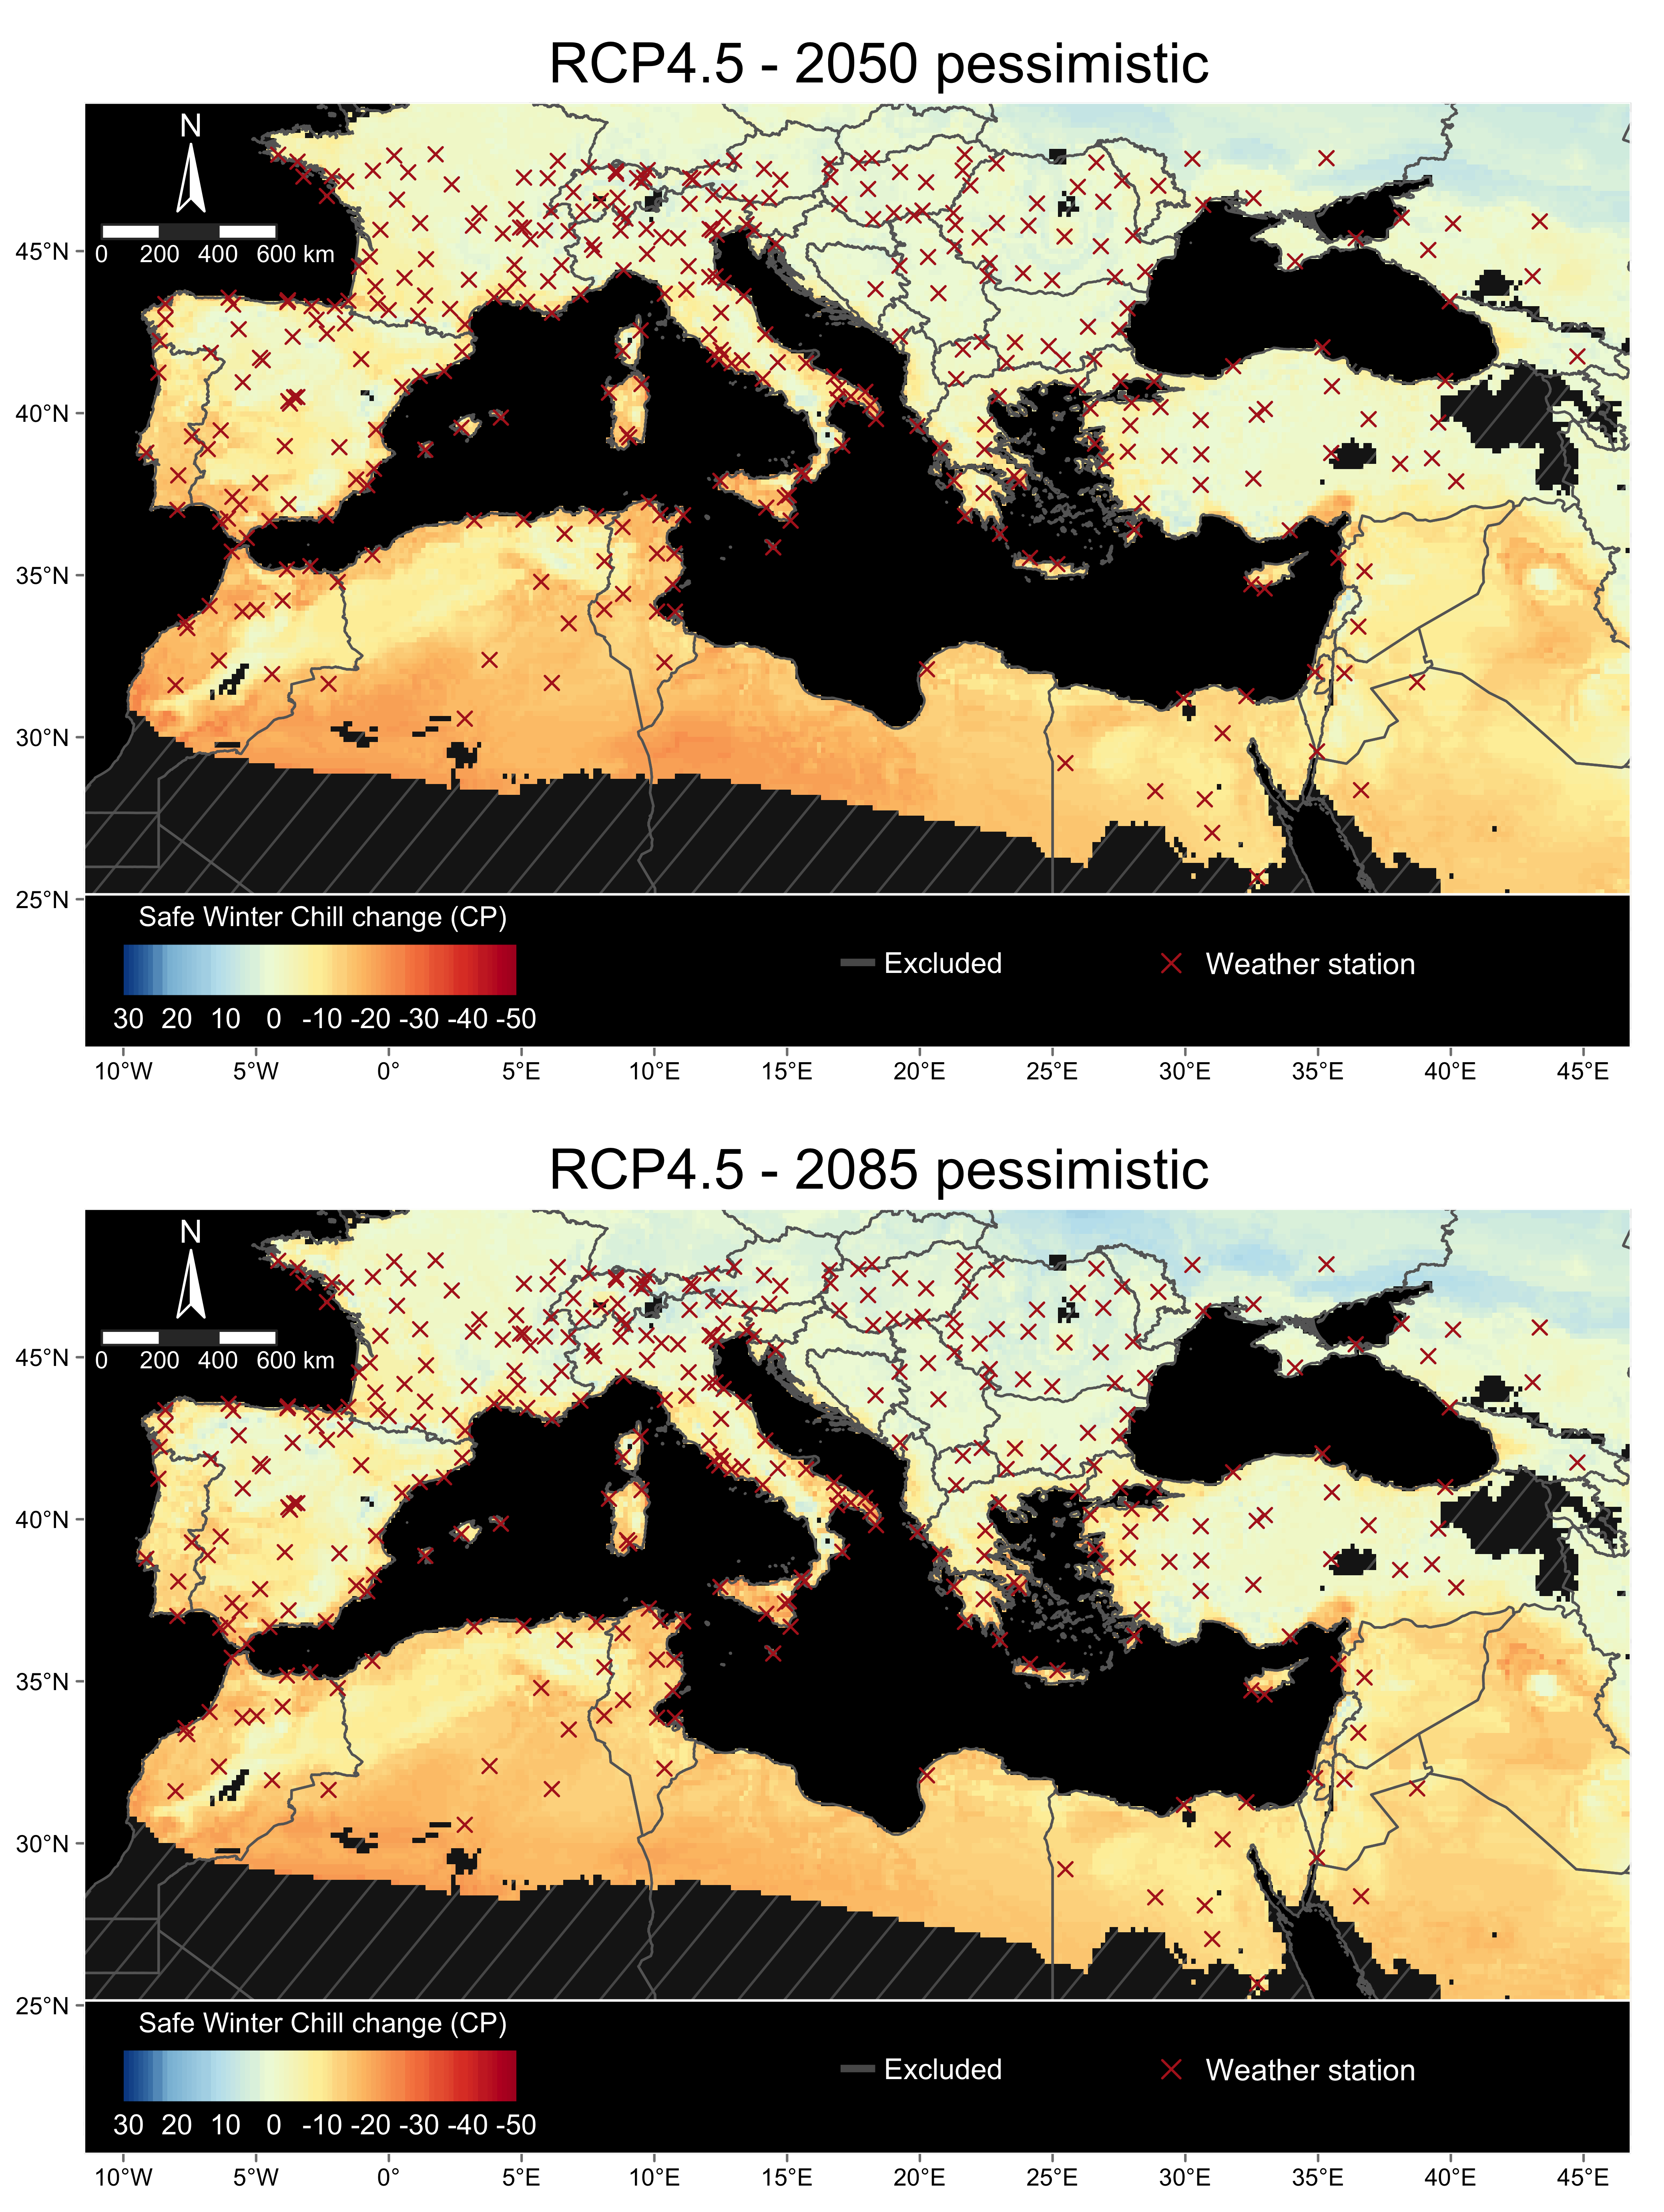 RCP4.5 - 2050 pessimistic
N
0 200 400 600 km
45°N
40°N
35°N
30°N
25°N
Safe Winter Chill change (CP)
30 20 10 0 -10 -20 -30 -40 -50
Excluded
Weather station
10°W 5°W 0° 5°E 10°E 15°E 20°E 25°E 30°E 35°E 40°E 45°E
RCP4.5 - 2085 pessimistic
N
0 200 400 600 km
45°N
40°N
35°N
30°N
25°N
Safe Winter Chill change (CP)
30 20 10 0 -10 -20 -30 -40 -50
Excluded
Weather station
10°W 5°W 0° 5°E 10°E 15°E 20°E 25°E 30°E 35°E 40°E 45°E